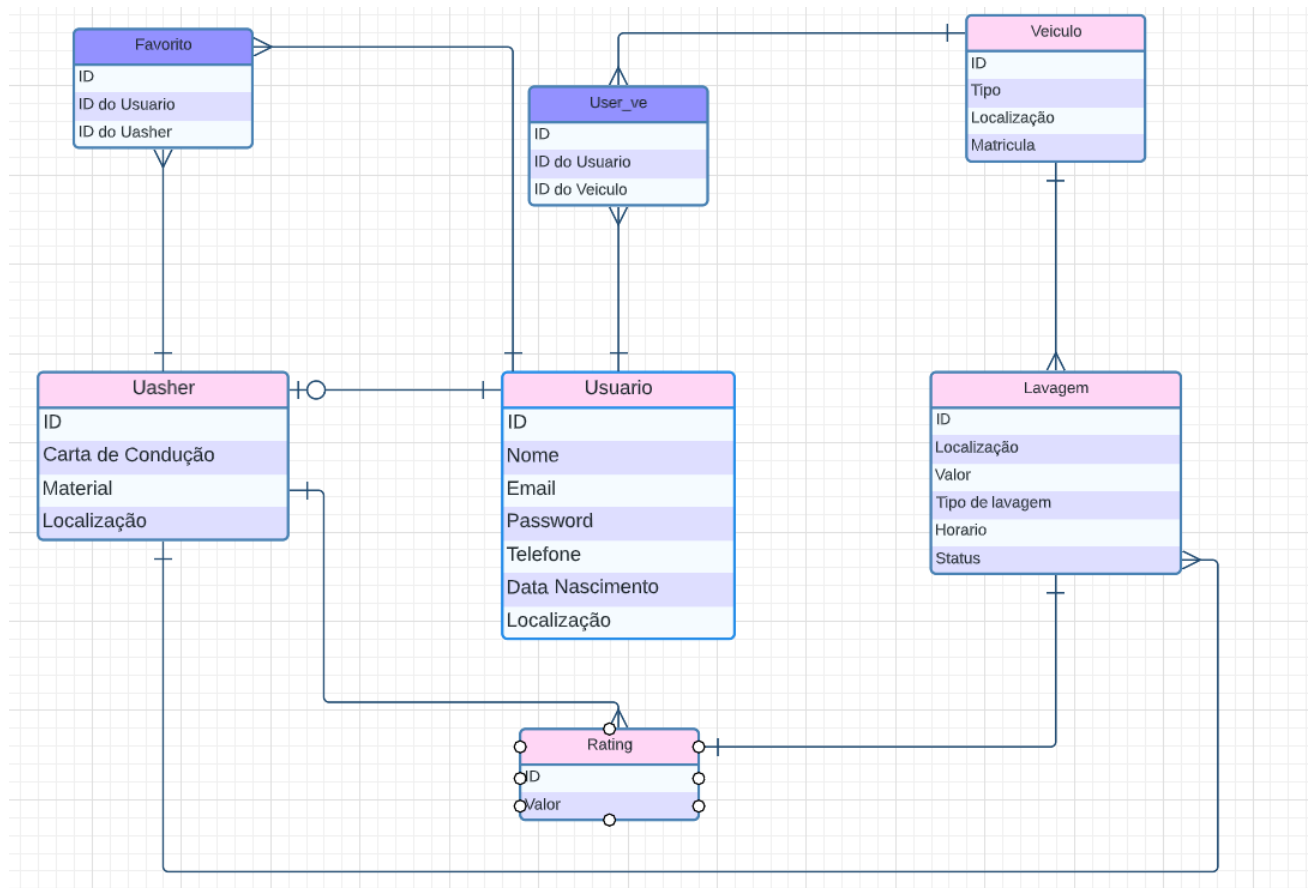 Favorito
ID
ID do Usuario
ID do Uasher
User_ve
ID
ID do Usuario
ID do Veiculo
Veiculo
ID
Tipo
Localização
Matricula
Uasher
ID
Carta de Condução
Material
Localização
Usuario
ID
Nome
Email
Password
Telefone
Data Nascimento
Localização
Lavagem
ID
Localização
Valor
Tipo de lavagem
Horario
Status
Rating
ID
Valor